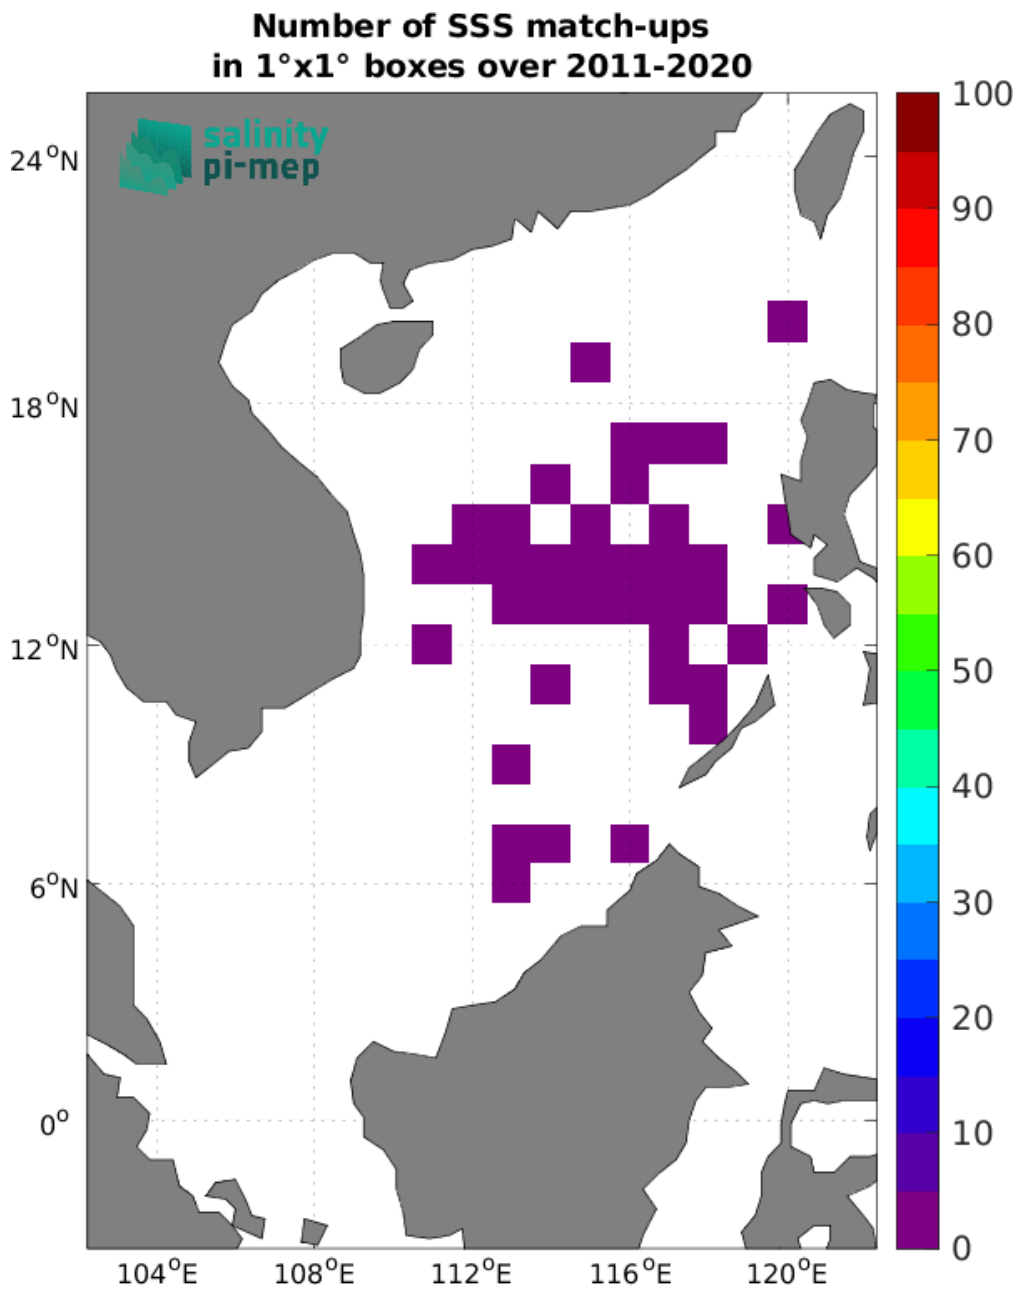 Number of SSS match-ups
in 1°x1° boxes over 2011-2020
salinity
pi-mep
24°N
18°N
12°N
6°N
0°
104°E 108°E 112°E 116°E 120°E
100
90
80
70
60
50
40
30
20
10
0